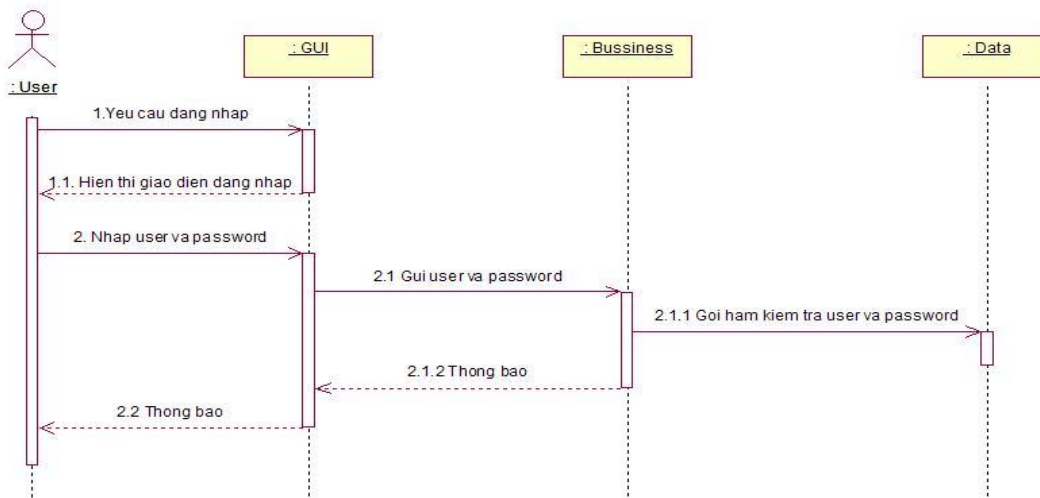 : User
: GUI
: Bussiness
: Data
1.Yeu cau dang nhap
1.1. Hien thi giao dien dang nhap
2. Nhap user va password
2.1 Gui user va password
2.1.1 Goi ham kiem tra user va password
2.1.2 Thong bao
2.2 Thong bao